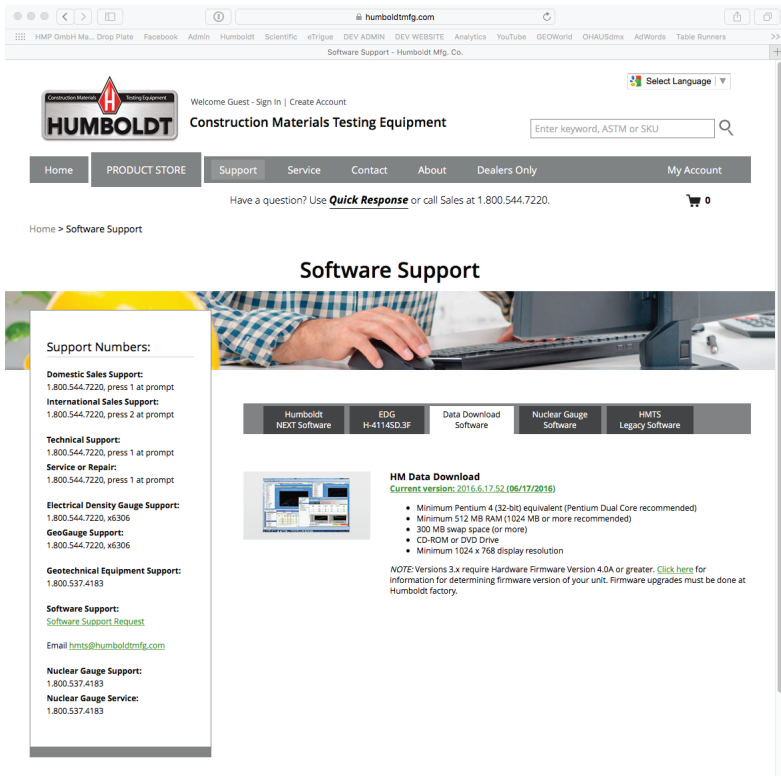 humboldtmfg.com
HMP GmbH Ma... Drop Plate Facebook Admin Humboldt Scientific eTrigue DEV ADMIN DEV WEBSITE Analytics YouTube GEOWorld OHAUSdmx AdWords Table Runners >>
Software Support - Humboldt Mfg. Co. +
Select Language ▼
Construction Materials H Testing Equipment
HUMBOLDT
Welcome Guest - Sign In | Create Account
Construction Materials Testing Equipment
Enter keyword, ASTM or SKU
Home PRODUCT STORE Support Service Contact About Dealers Only My Account
Have a question? Use Quick Response or call Sales at 1.800.544.7220. 0
Home > Software Support
Software Support
Support Numbers:
Domestic Sales Support:
1.800.544.7220, press 1 at prompt
International Sales Support:
1.800.544.7220, press 2 at prompt
Technical Support:
1.800.544.7220, press 1 at prompt
Service or Repair:
1.800.544.7220, press 1 at prompt
Electrical Density Gauge Support:
1.800.544.7220, x6306
GeoGauge Support:
1.800.544.7220, x6306
Geotechnical Equipment Support:
1.800.537.4183
Software Support:
Software Support Request
Email hmts@humboldtmfg.com
Nuclear Gauge Support:
1.800.537.4183
Nuclear Gauge Service:
1.800.537.4183
Humboldt
NEXT Software
EDG
H-4114SD.3F
Data Download
Software
Nuclear Gauge
Software
HMTS
Legacy Software
HM Data Download
Current version: 2016.6.17.52 (06/17/2016)
• Minimum Pentium 4 (32-bit) equivalent (Pentium Dual Core recommended)
• Minimum 512 MB RAM (1024 MB or more recommended)
• 300 MB swap space (or more)
• CD-ROM or DVD Drive
• Minimum 1024 x 768 display resolution
NOTE: Versions 3.x require Hardware Firmware Version 4.0A or greater. Click here for
information for determining firmware version of your unit. Firmware upgrades must be done at
Humboldt factory.